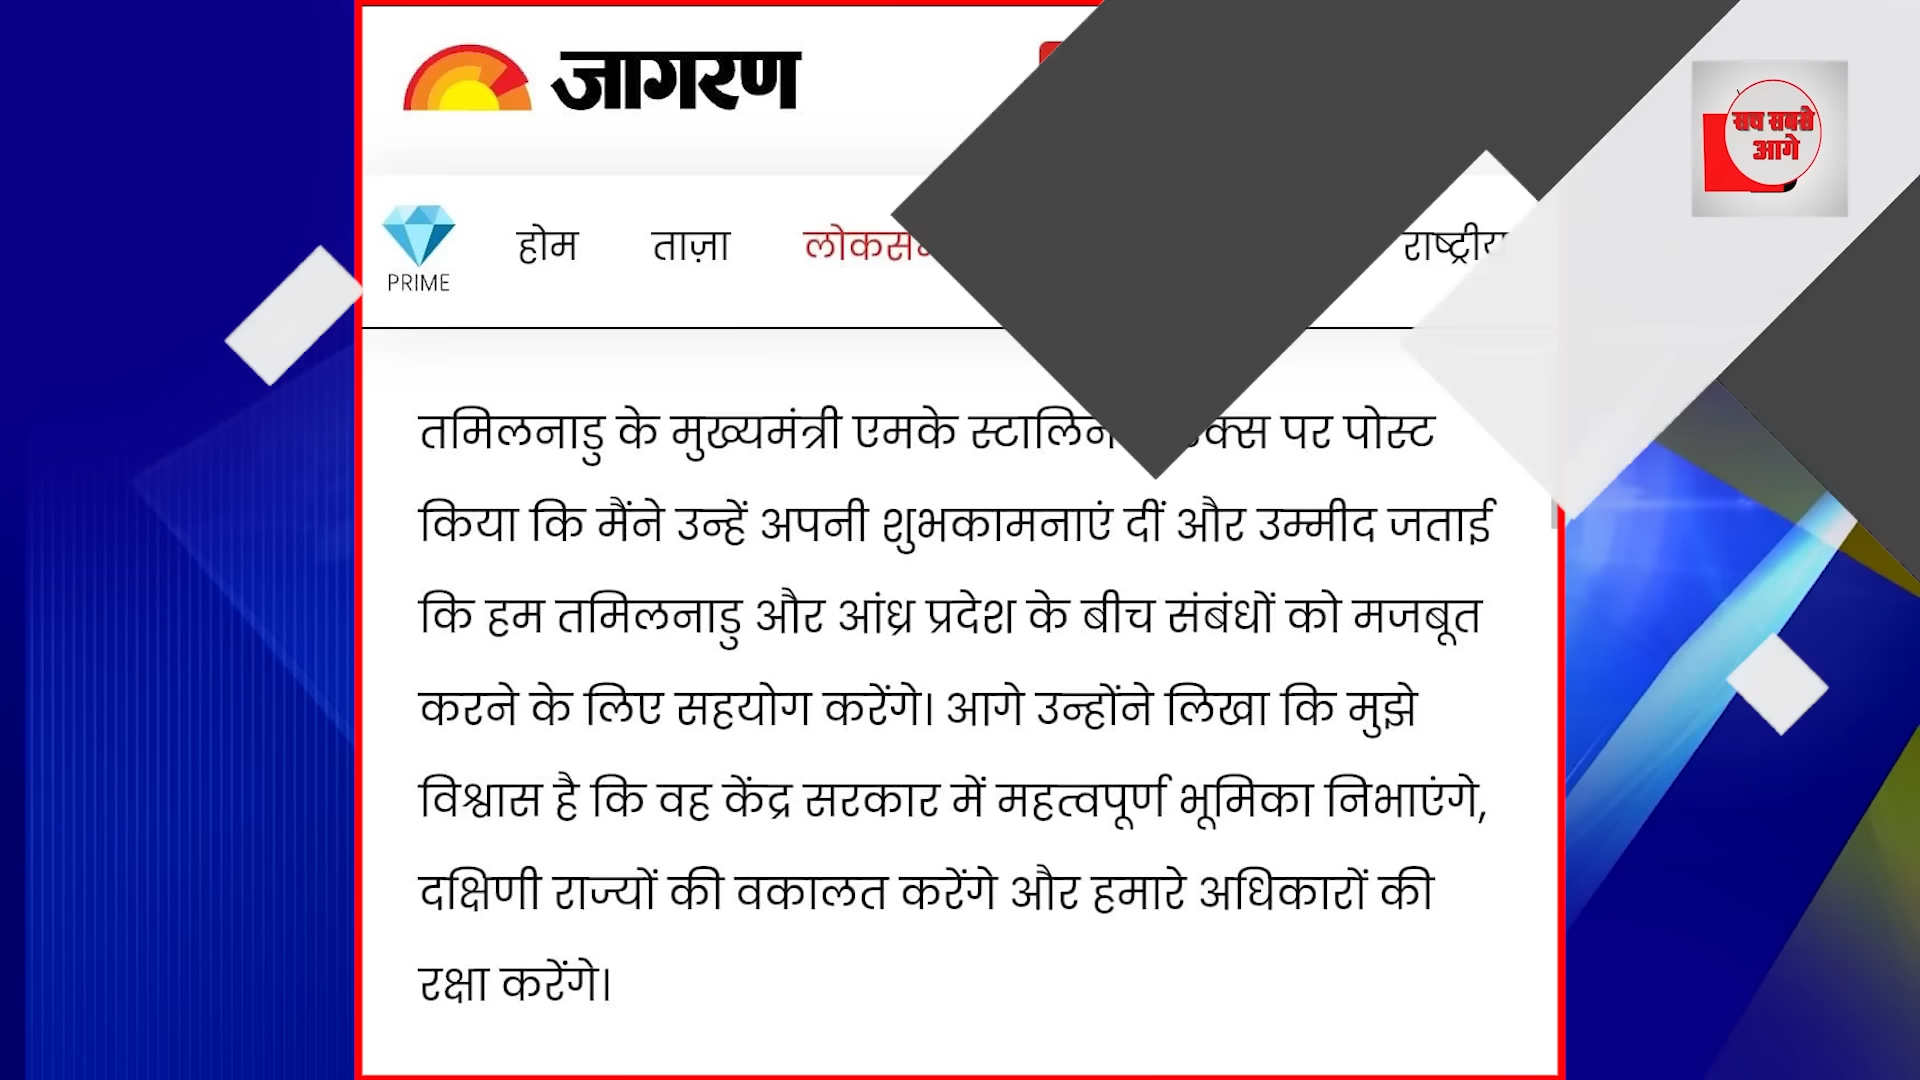 जागरण
सच सबसे
आगे
PRIME होम ताज़ा राष्ट्रीय
तमिलनाडु के मुख्यमंत्री एमके स्टालिन पर पोस्ट
किया कि मैंने उन्हें अपनी शुभकामनाएं दीं और उम्मीद जताई
कि हम तमिलनाडु और आंध्र प्रदेश के बीच संबंधों को मजबूत
करने के लिए सहयोग करेंगे। आगे उन्होंने लिखा कि मुझे
विश्वास है कि वह केंद्र सरकार में महत्वपूर्ण भूमिका निभाएंगे,
दक्षिणी राज्यों की वकालत करेंगे और हमारे अधिकारों की
रक्षा करेंगे।